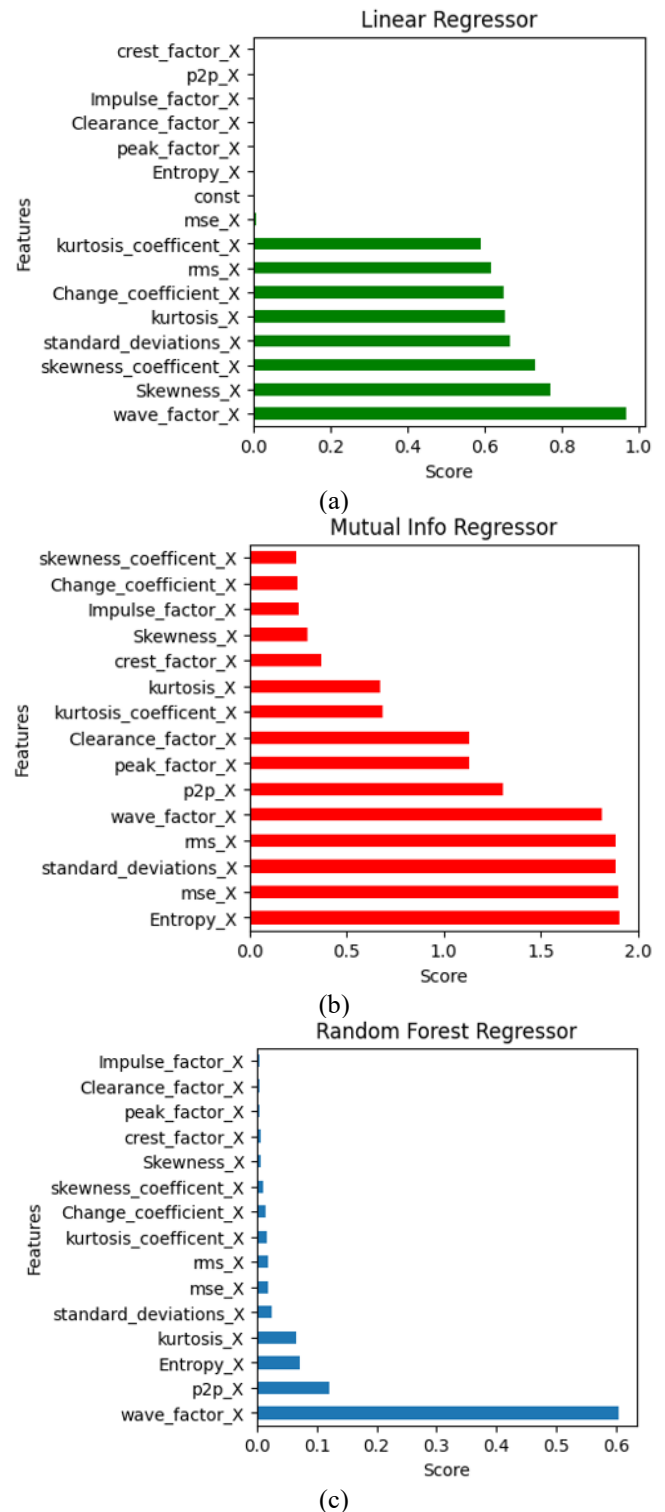 Linear Regressor
crest_factor_X
p2p_X
Impulse_factor_X
Clearance_factor_X
peak_factor_X
Entropy_X
const
mse_X
kurtosis_coefficent_X
rms_X
Change_coefficient_X
kurtosis_X
standard_deviations_X
skewness_coefficent_X
Skewness_X
wave_factor_X
Features
0.0 0.2 0.4 0.6 0.8 1.0
Score
(a)
Mutual Info Regressor
skewness_coefficent_X
Change_coefficient_X
Impulse_factor_X
Skewness_X
crest_factor_X
kurtosis_X
kurtosis_coefficent_X
Clearance_factor_X
peak_factor_X
p2p_X
wave_factor_X
rms_X
standard_deviations_X
mse_X
Entropy_X
Features
0.0 0.5 1.0 1.5 2.0
Score
(b)
Random Forest Regressor
Impulse_factor_X
Clearance_factor_X
peak_factor_X
crest_factor_X
Skewness_X
skewness_coefficent_X
Change_coefficient_X
kurtosis_coefficent_X
rms_X
mse_X
standard_deviations_X
kurtosis_X
Entropy_X
p2p_X
wave_factor_X
Features
0.0 0.1 0.2 0.3 0.4 0.5 0.6
Score
(c)